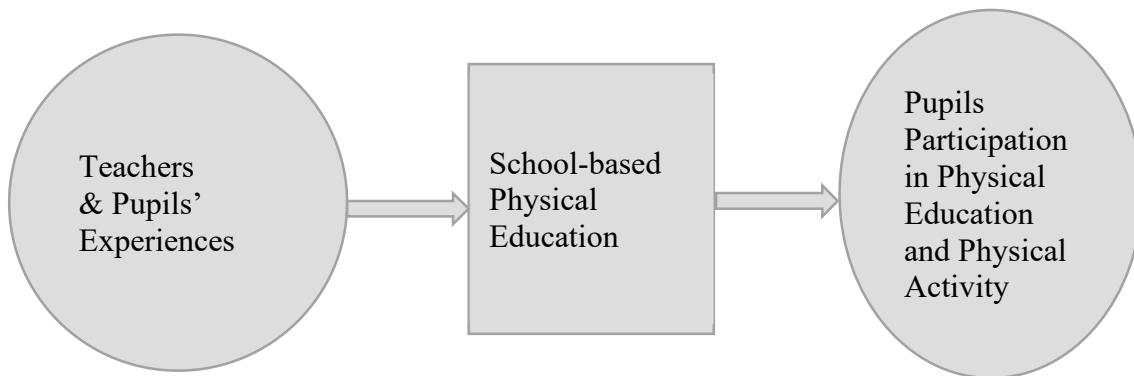 Teachers
& Pupils’
Experiences
School-based
Physical
Education
Pupils
Participation
in Physical
Education
and Physical
Activity